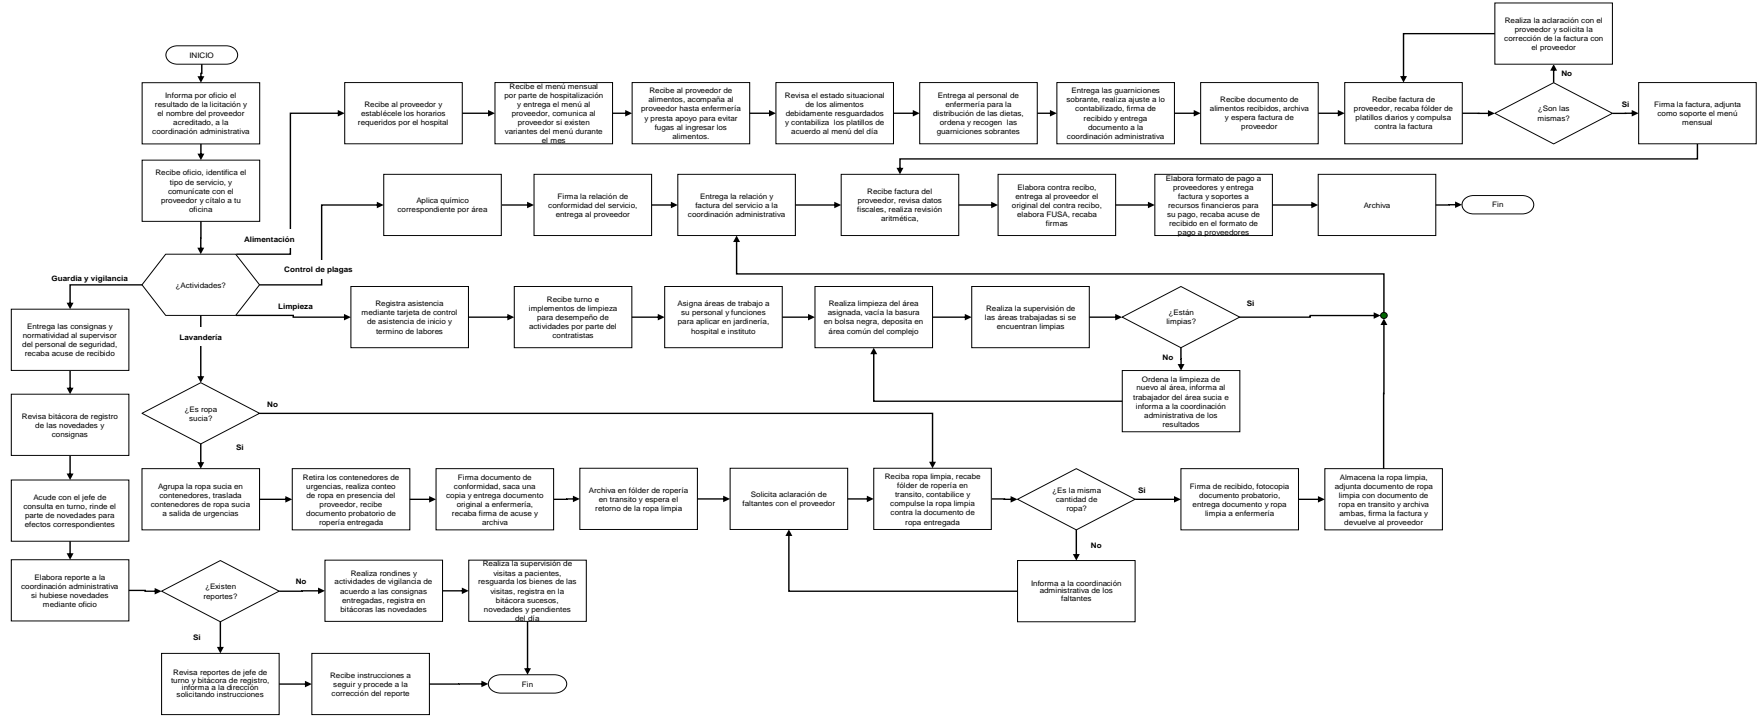 INICIO
Informa por oficio el
resultado de la licitación y
el nombre del proveedor
acreditado, a la
coordinación administrativa
Recibe oficio, identifica el
tipo de servicio, y
comunícate con el
proveedor y cítalo a tu
oficina
¿Actividades?
Alimentación
Control de plagas
Limpieza
Lavandería
Guardia y vigilancia
Recibe al proveedor y
establécele los horarios
requeridos por el hospital
Recibe el menú mensual
por parte de hospitalización
y entrega el menú al
proveedor, comunica al
proveedor si existen
variantes del menú durante
el mes
Recibe al proveedor de
alimentos, acompaña al
proveedor hasta enfermería
y presta apoyo para evitar
fugas al ingresar los
alimentos.
Revisa el estado situacional
de los alimentos
debidamente resguardados
y contabiliza los platillos de
acuerdo al menú del día
Entrega al personal de
enfermería para la
distribución de las dietas,
ordena y recogen las
guarniciones sobrantes
Entrega las guarniciones
sobrante, realiza ajuste a lo
contabilizado, firma de
recibido y entrega
documento a la
coordinación administrativa
Recibe documento de
alimentos recibidos, archiva
y espera factura de
proveedor
Recibe factura de
proveedor, recaba fólder de
platillos diarios y compulsa
contra la factura
¿Son las
mismas?
No
Si
Realiza la aclaración con el
proveedor y solicita la
corrección de la factura con
el proveedor
Firma la factura, adjunta
como soporte el menú
mensual
Aplica químico
correspondiente por área
Firma la relación de
conformidad del servicio,
entrega al proveedor
Entrega la relación y
factura del servicio a la
coordinación administrativa
Recibe factura del
proveedor, revisa datos
fiscales, realiza revisión
aritmética,
Elabora contra recibo,
entrega al proveedor el
original del contra recibo,
elabora FUSA, recaba
firmas
Elabora formato de pago a
proveedores y entrega
factura y soportes a
recursos financieros para
su pago, recaba acuse de
recibido en el formato de
pago a proveedores
Archiva
Fin
Registra asistencia
mediante tarjeta de control
de asistencia de inicio y
termino de labores
Recibe turno e
implementos de limpieza
para desempeño de
actividades por parte del
contratistas
Asigna áreas de trabajo a
su personal y funciones
para aplicar en jardinería,
hospital e instituto
Realiza limpieza del área
asignada, vacía la basura
en bolsa negra, deposita en
área común del complejo
Realiza la supervisión de
las áreas trabajadas si se
encuentran limpias
¿Están
limpias?
Si
No
Ordena la limpieza de
nuevo al área, informa al
trabajador del área sucia e
informa a la coordinación
administrativa de los
resultados
Entrega las consignas y
normatividad al supervisor
del personal de seguridad,
recaba acuse de recibido
Revisa bitácora de registro
de las novedades y
consignas
Acude con el jefe de
consulta en turno, rinde el
parte de novedades para
efectos correspondientes
Elabora reporte a la
coordinación administrativa
si hubiese novedades
mediante oficio
¿Es ropa
sucia?
No
Si
Agrupa la ropa sucia en
contenedores, traslada
contenedores de ropa sucia
a salida de urgencias
Retira los contenedores de
urgencias, realiza conteo
de ropa en presencia del
proveedor, recibe
documento probatorio de
ropería entregada
Firma documento de
conformidad, saca una
copia y entrega documento
original a enfermería,
recaba firma de acuse y
archiva
Archiva en fólder de ropería
en transito y espera el
retorno de la ropa limpia
Solicita aclaración de
faltantes con el proveedor
Reciba ropa limpia, recabe
fólder de ropería en
transito, contabilice y
compulse la ropa limpia
contra la documento de
ropa entregada
¿Es la misma
cantidad de
ropa?
Si
No
Firma de recibido, fotocopia
documento probatorio,
entrega documento y ropa
limpia a enfermería
Almacena la ropa limpia,
adjunta documento de ropa
limpia con documento de
ropa en transito y archiva
ambas, firma la factura y
devuelve al proveedor
Informa a la coordinación
administrativa de los
faltantes
¿Existen
reportes?
No
Si
Realiza rondines y
actividades de vigilancia de
acuerdo a las consignas
entregadas, registra en
bitácoras las novedades
Realiza la supervisión de
visitas a pacientes,
resguarda los bienes de las
visitas, registra en la
bitácora sucesos,
novedades y pendientes
del día
Revisa reportes de jefe de
turno y bitácora de registro,
informa a la dirección
solicitando instrucciones
Recibe instrucciones a
seguir y procede a la
corrección del reporte
Fin